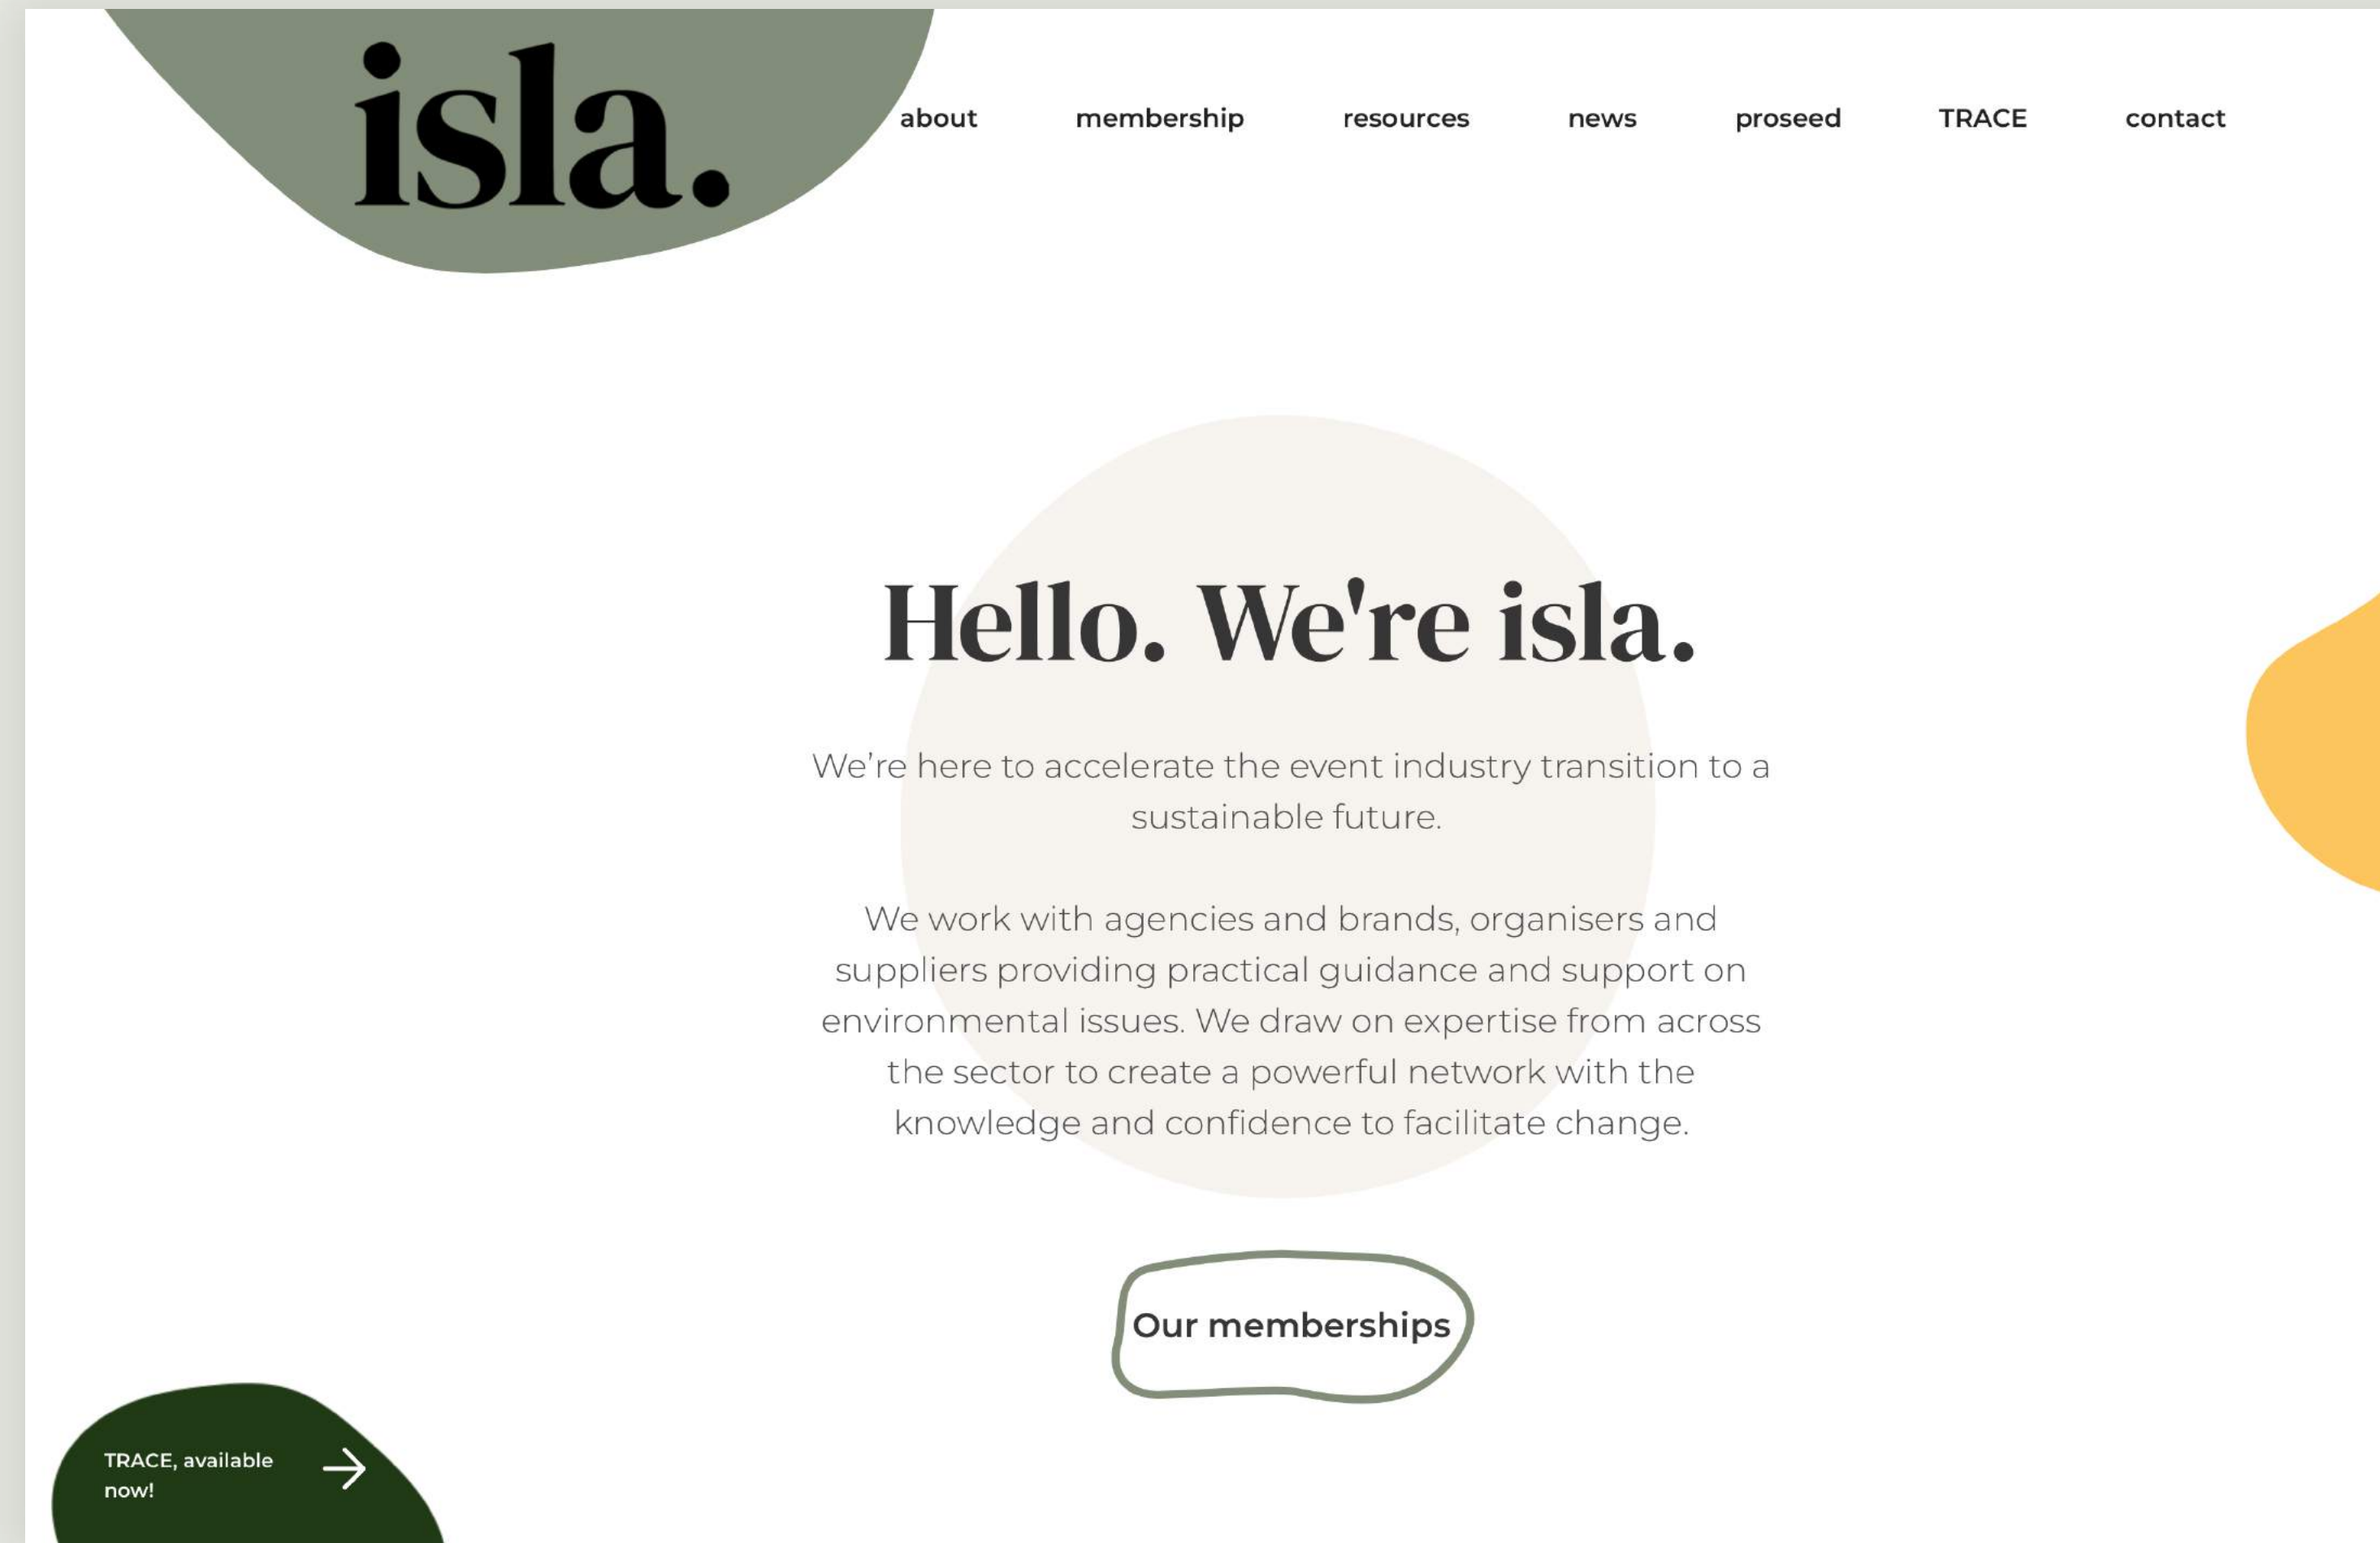 isla.
about
membership
resources
news
proseed
TRACE
contact
Hello. We're isla.
We’re here to accelerate the event industry transition to a
sustainable future.
We work with agencies and brands, organisers and
suppliers providing practical guidance and support on
environmental issues. We draw on expertise from across
the sector to create a powerful network with the
knowledge and confidence to facilitate change.
Our memberships
TRACE, available
now!